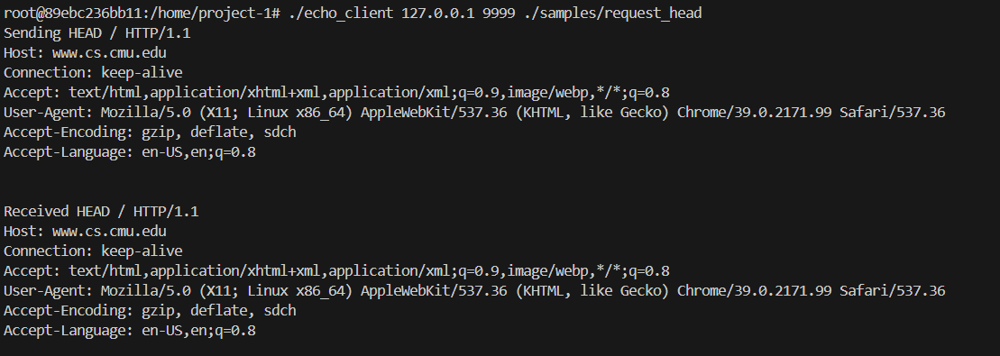 root@89ebc236bb11:/home/project-1# ./echo_client 127.0.0.1 9999 ./samples/request_head
Sending HEAD / HTTP/1.1
Host: www.cs.cmu.edu
Connection: keep-alive
Accept: text/html,application/xhtml+xml,application/xml;q=0.9,image/webp,*/*;q=0.8
User-Agent: Mozilla/5.0 (X11; Linux x86_64) AppleWebKit/537.36 (KHTML, like Gecko) Chrome/39.0.2171.99 Safari/537.36
Accept-Encoding: gzip, deflate, sdch
Accept-Language: en-US,en;q=0.8
Received HEAD / HTTP/1.1
Host: www.cs.cmu.edu
Connection: keep-alive
Accept: text/html,application/xhtml+xml,application/xml;q=0.9,image/webp,*/*;q=0.8
User-Agent: Mozilla/5.0 (X11; Linux x86_64) AppleWebKit/537.36 (KHTML, like Gecko) Chrome/39.0.2171.99 Safari/537.36
Accept-Encoding: gzip, deflate, sdch
Accept-Language: en-US,en;q=0.8